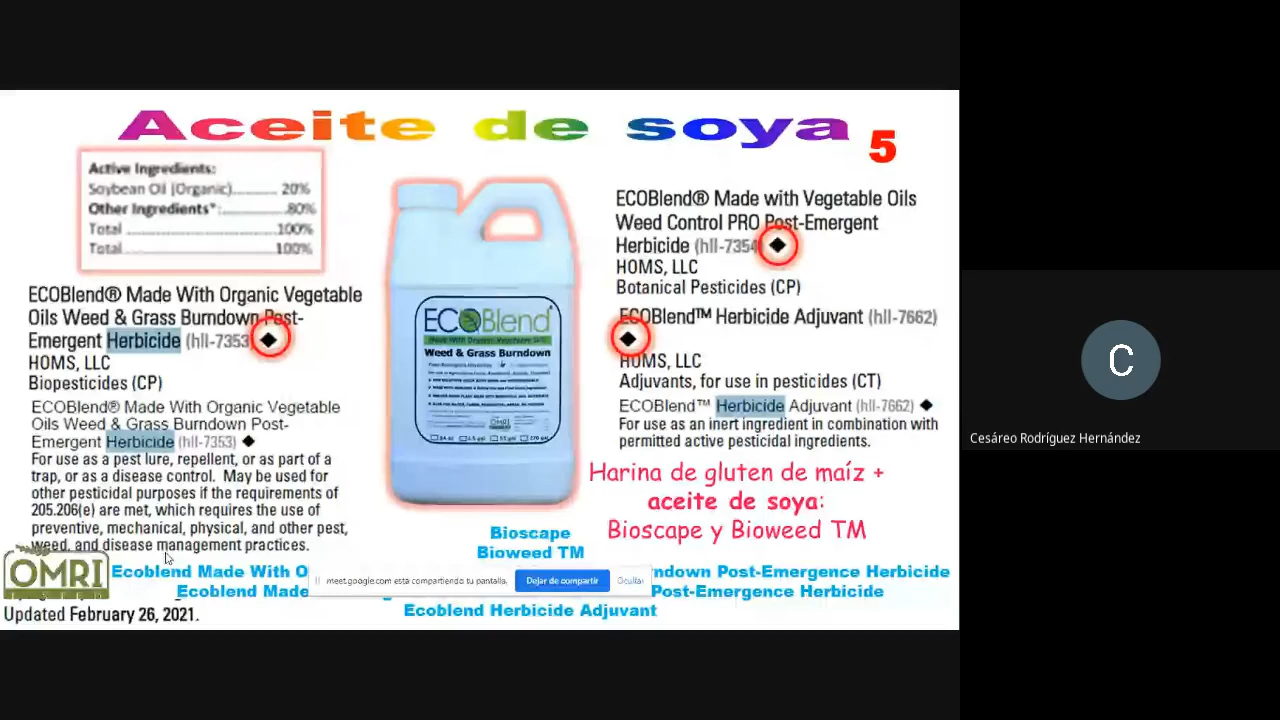 Aceite de soya
5
Active Ingredients:
Soybean Oil (Organic).......... 20%
Other Ingredients*:.............. 80%
Total ...............................100%
Total ...............................100%
ECOBlend® Made With Organic Vegetable
Oils Weed & Grass Burndown Post-
Emergent Herbicide (hll-7353) ◆
HOMS, LLC
Biopesticides (CP)
ECOBlend® Made With Organic Vegetable
Oils Weed & Grass Burndown Post-
Emergent Herbicide (hll-7353) ◆
For use as a pest lure, repellent, or as part of a
trap, or as a disease control. May be used for
other pesticidal purposes if the requirements of
205.206(e) are met, which requires the use of
preventive, mechanical, physical, and other pest,
weed, and disease management practices.
OMRI
LISTED
Updated February 26, 2021.
ECOBlend
Weed & Grass Burndown
ECOBlend® Made with Vegetable Oils
Weed Control PRO Post-Emergent
Herbicide (hll-7354 ◆
HOMS, LLC
Botanical Pesticides (CP)
ECOBlend™ Herbicide Adjuvant (hll-7662)
◆
HOMS, LLC
Adjuvants, for use in pesticides (CT)
ECOBlend™ Herbicide Adjuvant (hll-7662) ◆
For use as an inert ingredient in combination with
permitted active pesticidal ingredients.
Harina de gluten de maíz +
aceite de soya:
Bioscape y Bioweed TM
Bioscape
Bioweed TM
Ecoblend Made With O
ndown Post-Emergence Herbicide
Ecoblend Made
Post-Emergence Herbicide
Ecoblend Herbicide Adjuvant
meet.google.com está compartiendo tu pantalla.
Dejar de compartir
Ocultar
C
Cesáreo Rodríguez Hernández